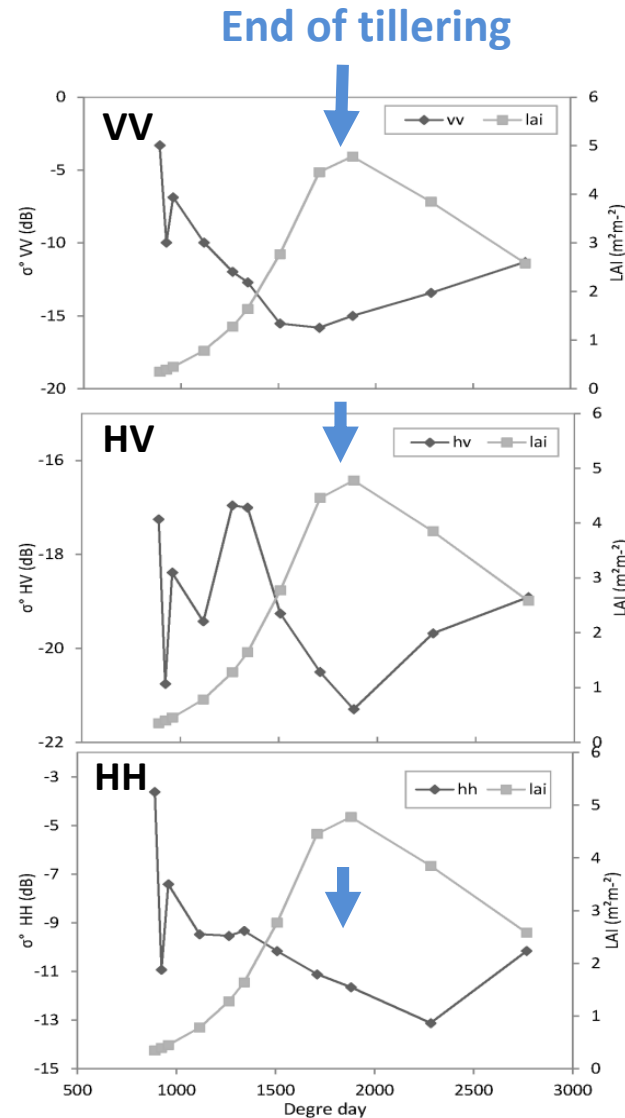 End of tillering
VV
vv
lai
0
-5
-10
-15
-20
σ° VV (dB)
6
5
4
3
2
1
0
LAI (m²m-²)
HV
hv
lai
-16
-18
-20
-22
σ° HV (dB)
6
5
4
3
2
1
0
LAI (m²m-²)
HH
hh
lai
-3
-5
-7
-9
-11
-13
-15
σ° HH (dB)
6
5
4
3
2
1
0
LAI (m²m-²)
500 1000 1500 2000 2500 3000
Degre day